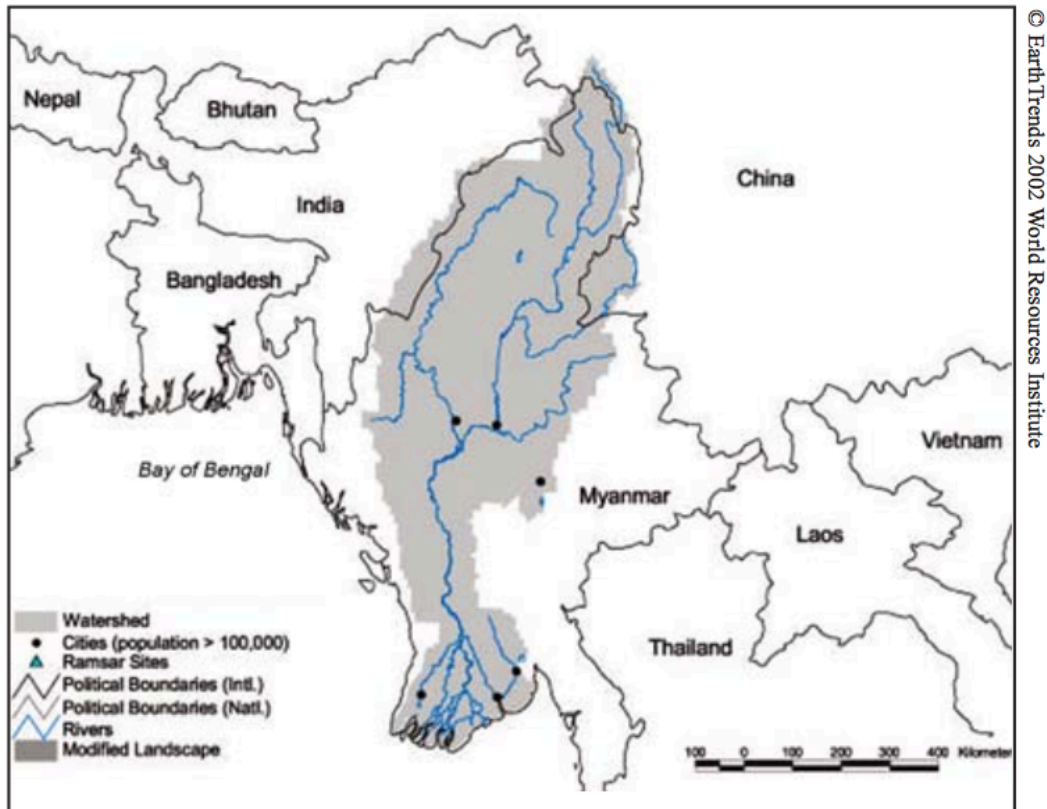 Nepal
Bhutan
China
India
Bangladesh
Vietnam
Bay of Bengal
Myanmar
Laos
Thailand
Watershed
Cities (population > 100,000)
Ramsar Sites
Political Boundaries (Intl.)
Political Boundaries (Natl.)
Rivers
Modified Landscape
100 0 100 200 300 400 Kilometer
© EarthTrends 2002 World Resources Institute